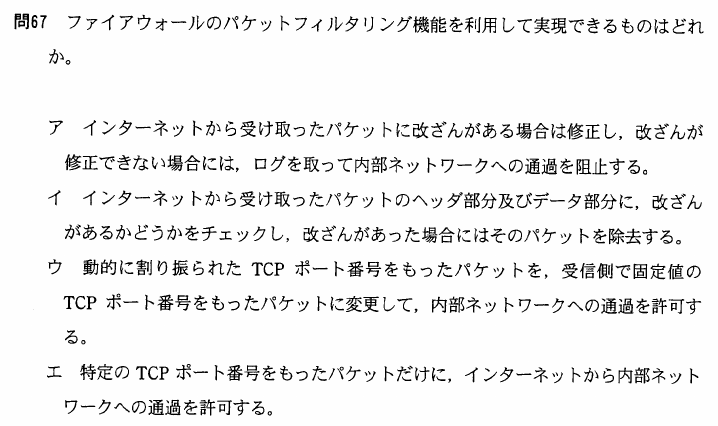 問67 ファイアウォールのパケットフィルタリング機能を利用して実現できるものはどれ
か。
ア インターネットから受け取ったパケットに改ざんがある場合は修正し，改ざんが
修正できない場合には，ログを取って内部ネットワークへの通過を阻止する。
イ インターネットから受け取ったパケットのヘッダ部分及びデータ部分に，改ざん
があるかどうかをチェックし，改ざんがあった場合にはそのパケットを除去する。
ウ 動的に割り振られた TCP ポート番号をもったパケットを，受信側で固定値の
TCP ポート番号をもったパケットに変更して，内部ネットワークへの通過を許可す
る。
エ 特定の TCP ポート番号をもったパケットだけに，インターネットから内部ネット
ワークへの通過を許可する。